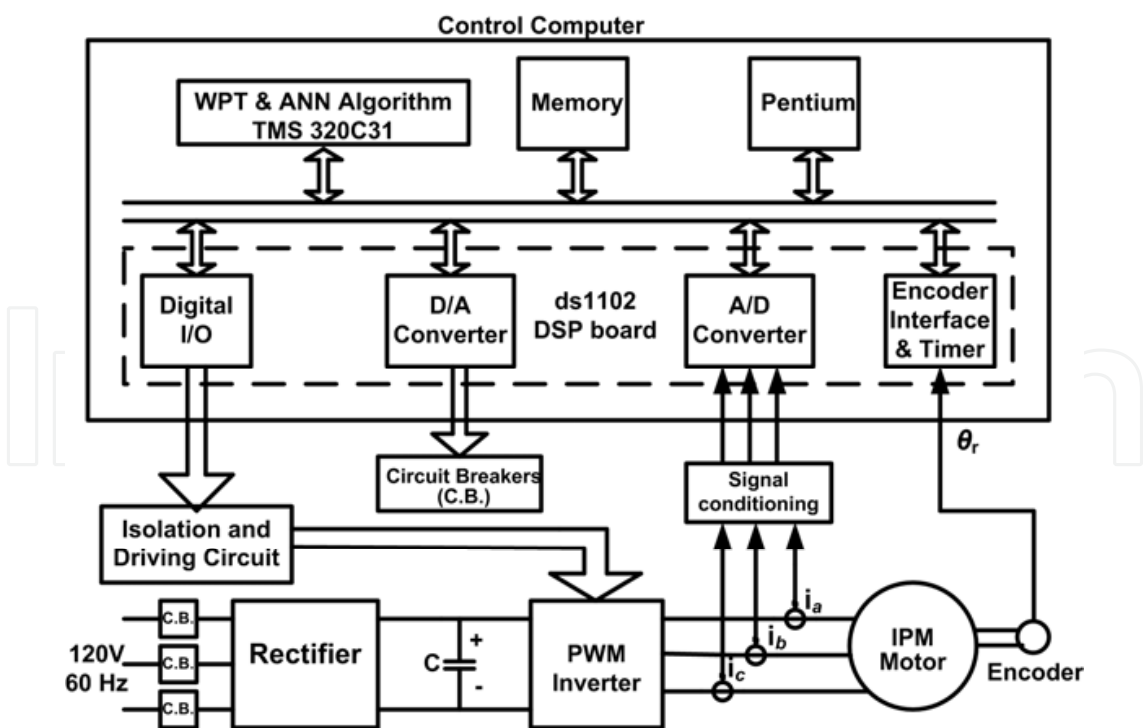 Control Computer
WPT & ANN Algorithm
TMS 320C31
Memory
Pentium
Digital
I/O
D/A
Converter
ds1102
DSP board
A/D
Converter
Encoder
Interface
& Timer
θr
Circuit Breakers
(C.B.)
Signal
conditioning
Isolation and
Driving Circuit
120V
60 Hz
C.B.
C.B.
C.B.
Rectifier
C
+
-
PWM
Inverter
ia
ib
ic
IPM
Motor
Encoder